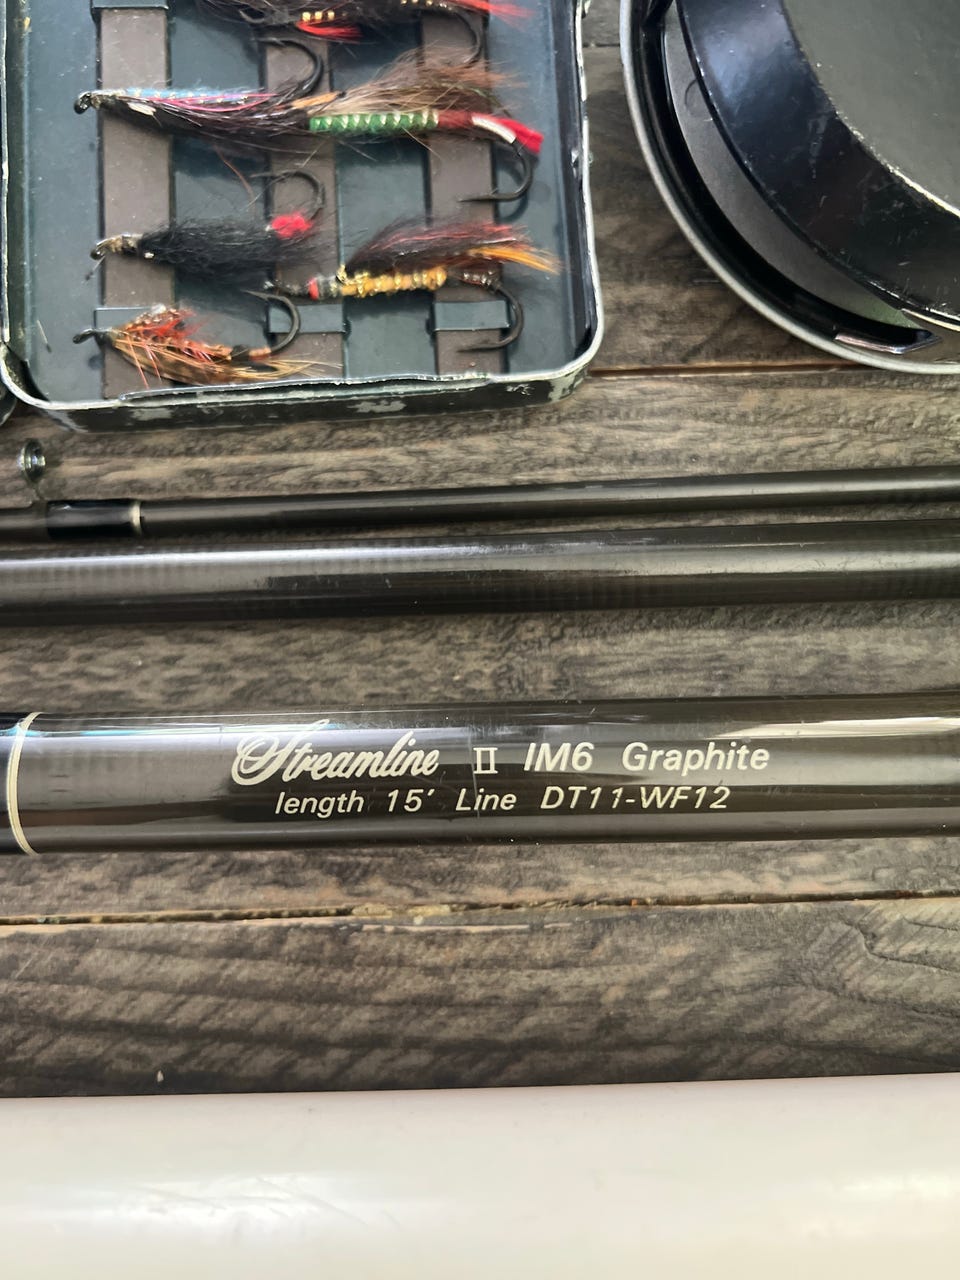 Streamline II IM6 Graphite
length 15' Line DT11-WF12